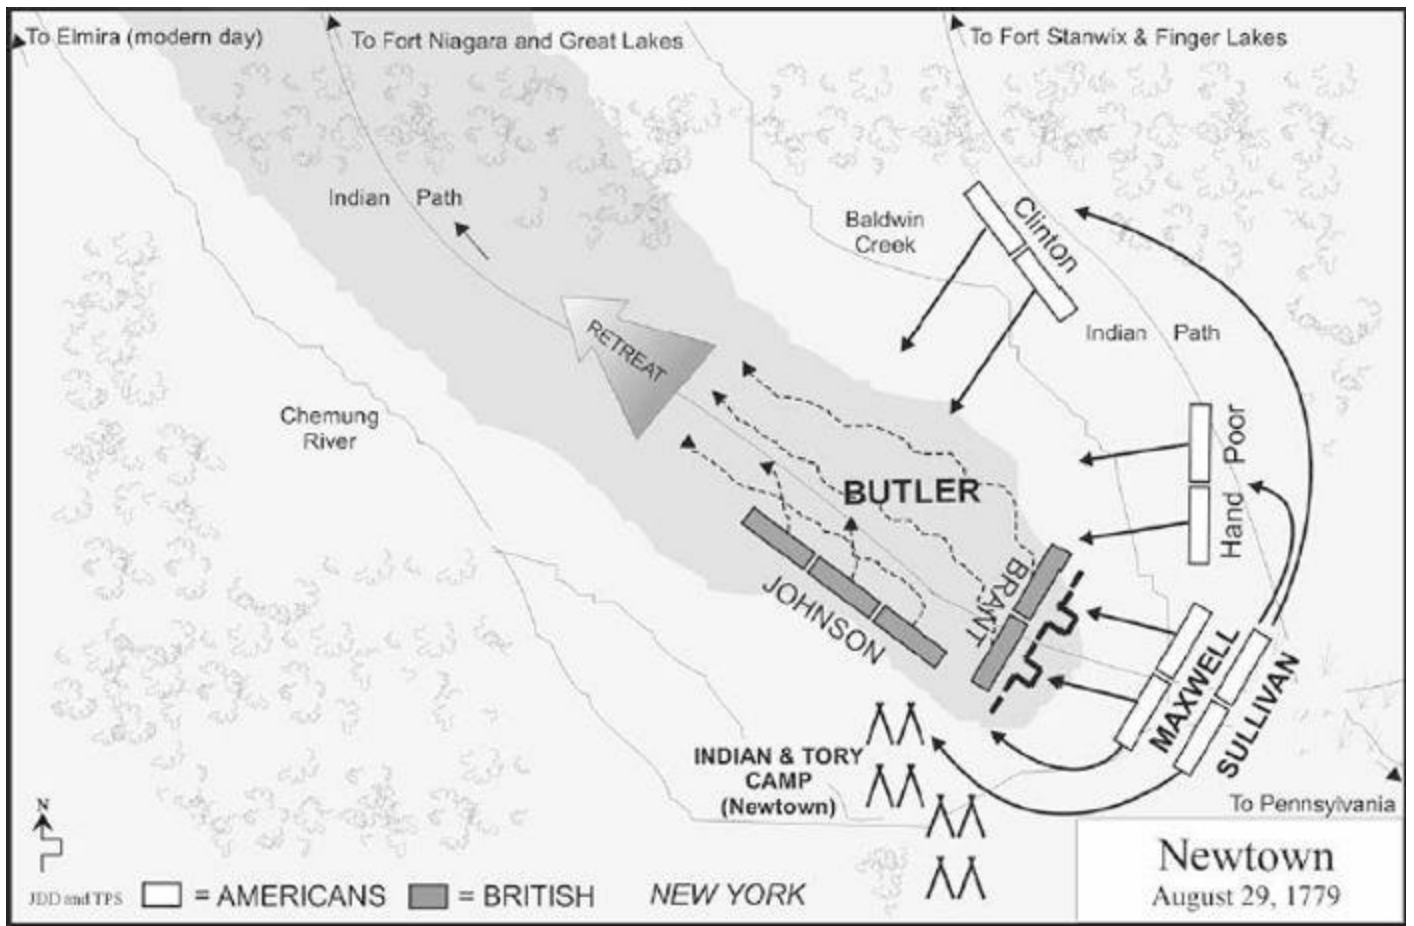 To Elmira (modern day)
To Fort Niagara and Great Lakes
To Fort Stanwix & Finger Lakes
Indian Path
Baldwin
Creek
Clinton
RETREAT
Indian Path
Chemung
River
Poor
BUTLER
Hand
BRANT
JOHNSON
MAXWELL
SULLIVAN
INDIAN & TORY
CAMP
(Newtown)
To Pennsylvania
N
JDD and TPS
= AMERICANS
= BRITISH
NEW YORK
Newtown
August 29, 1779